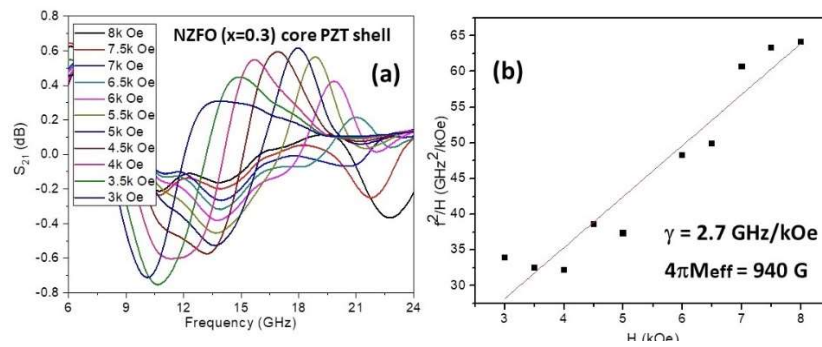 NZFO (x=0.3) core PZT shell
8k Oe
7.5k Oe
7k Oe
6.5k Oe
6k Oe
5.5k Oe
5k Oe
4.5k Oe
4k Oe
3.5k Oe
3k Oe
(a)
0.8
0.6
0.4
0.2
0.0
-0.2
-0.4
-0.6
-0.8
S21 (dB)
6 9 12 15 18 21 24
Frequency (GHz)
(b)
65
60
55
50
45
40
35
30
f²/H (GHz²/kOe)
γ = 2.7 GHz/kOe
4πMeff = 940 G
3 4 5 6 7 8
H (kOe)